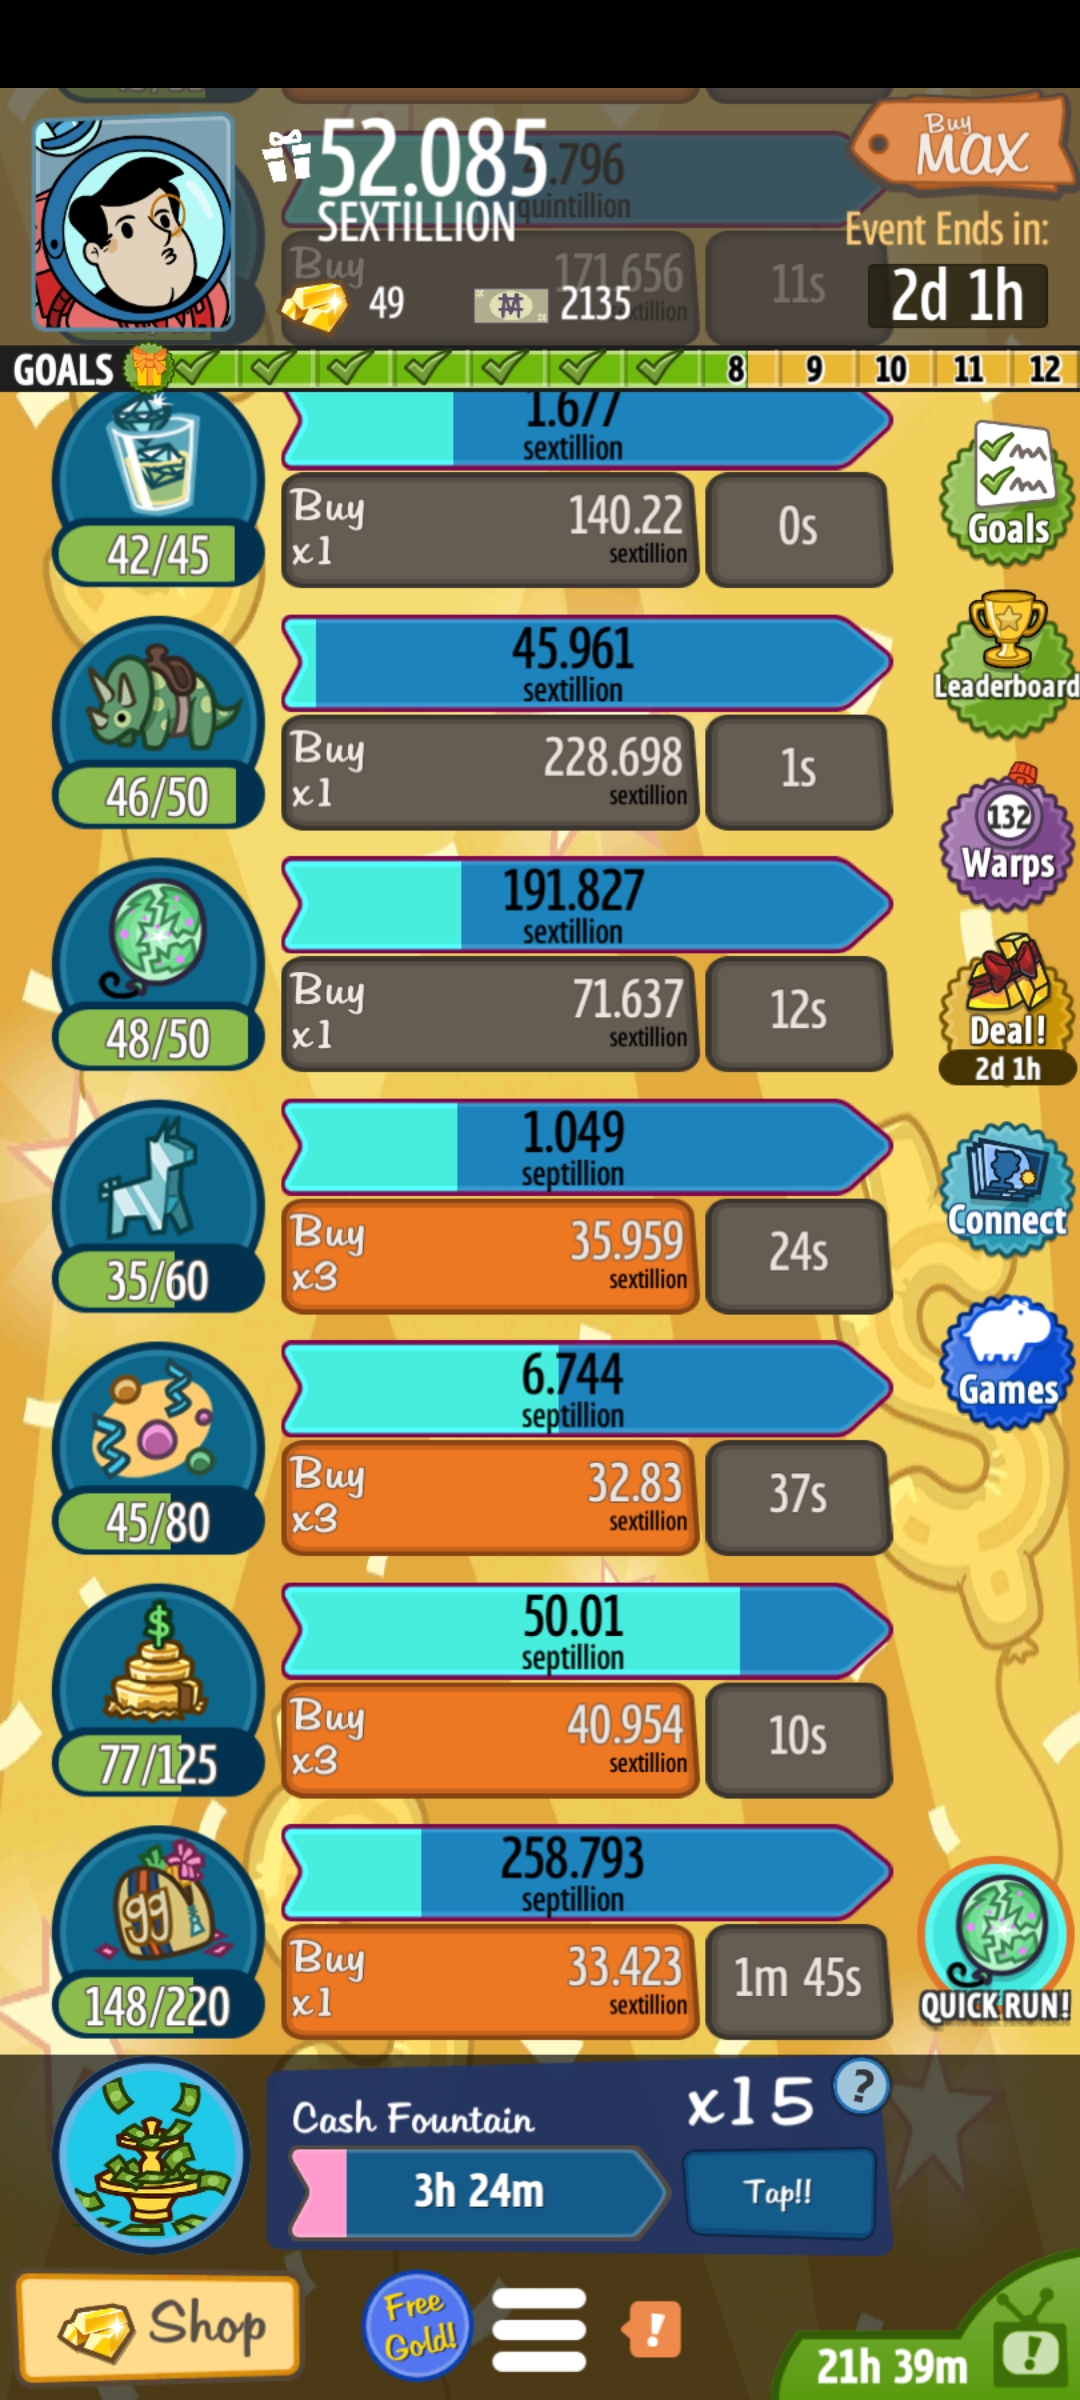 52.085
SEXTILLION
.796
quintillion
Buy
MAX
Event Ends in:
2d 1h
Buy
171.656
11s
49
2135
GOALS
8
9
10
11
12
1.677
sextillion
42/45
Buy
x1
140.22
sextillion
0s
Goals
45.961
sextillion
46/50
Buy
x1
228.698
sextillion
1s
Leaderboard
132
Warps
191.827
sextillion
48/50
Buy
x1
71.637
sextillion
12s
Deal!
2d 1h
1.049
septillion
35/60
Buy
x3
35.959
sextillion
24s
Connect
6.744
septillion
45/80
Buy
x3
32.83
sextillion
37s
Games
$
50.01
septillion
77/125
Buy
x3
40.954
sextillion
10s
99
258.793
septillion
148/220
Buy
x1
33.423
sextillion
1m 45s
QUICK RUN!
Cash Fountain
x15
?
3h 24m
Tap!!
Shop
Free
Gold!
!
21h 39m
!